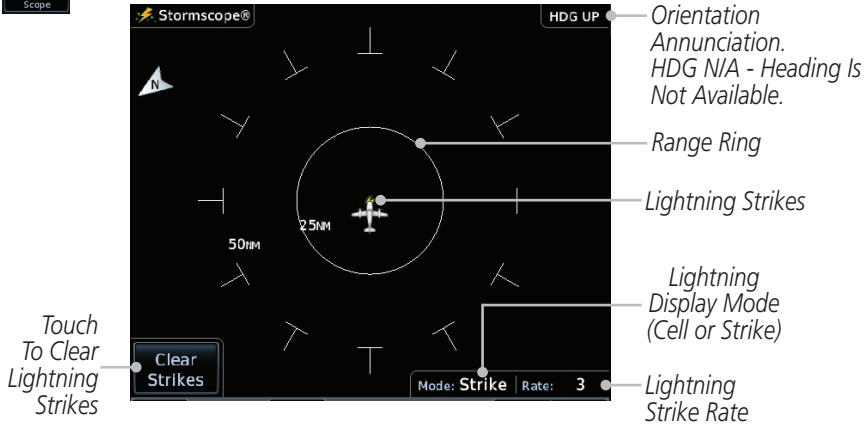 Scope
Stormscope®
HDG UP
Orientation
Annunciation.
HDG N/A - Heading Is
Not Available.
N
Range Ring
Lightning Strikes
25NM
50NM
Lightning
Display Mode
(Cell or Strike)
Touch
To Clear
Lightning
Strikes
Clear
Strikes
Mode: Strike Rate: 3
Lightning
Strike Rate